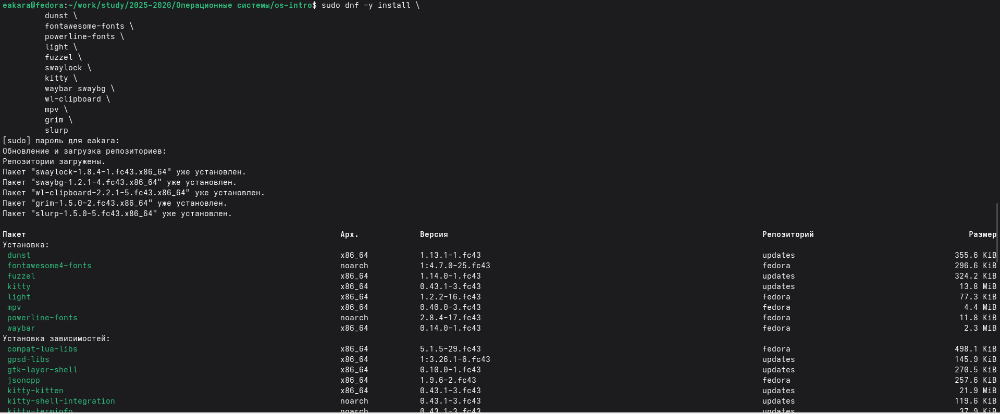 eakara@fedora:~/work/study/2025-2026/Операционные системы/os-intro$ sudo dnf -y install \
dunst \
fontawesome-fonts \
powerline-fonts \
light \
fuzzel \
swaylock \
kitty \
waybar swaybg \
wl-clipboard \
mpv \
grim \
slurp
[sudo] пароль для eakara:
Обновление и загрузка репозиториев:
Репозитории загружены.
Пакет "swaylock-1.8.4-1.fc43.x86_64" уже установлен.
Пакет "swaybg-1.2.1-4.fc43.x86_64" уже установлен.
Пакет "wl-clipboard-2.2.1-5.fc43.x86_64" уже установлен.
Пакет "grim-1.5.0-2.fc43.x86_64" уже установлен.
Пакет "slurp-1.5.0-5.fc43.x86_64" уже установлен.
Пакет Арх. Версия Репозиторий Размер
Установка:
dunst x86_64 1.13.1-1.fc43 updates 355.6 KiB
fontawesome4-fonts noarch 1:4.7.0-25.fc43 fedora 296.6 KiB
fuzzel x86_64 1.14.0-1.fc43 updates 324.2 KiB
kitty x86_64 0.43.1-3.fc43 updates 13.8 MiB
light x86_64 1.2.2-16.fc43 fedora 77.3 KiB
mpv x86_64 0.40.0-3.fc43 fedora 4.4 MiB
powerline-fonts noarch 2.8.4-17.fc43 fedora 11.8 KiB
waybar x86_64 0.14.0-1.fc43 fedora 2.3 MiB
Установка зависимостей:
compat-lua-libs x86_64 5.1.5-29.fc43 fedora 498.1 KiB
gpsd-libs x86_64 1:3.26.1-6.fc43 updates 145.9 KiB
gtk-layer-shell x86_64 0.10.0-1.fc43 updates 270.5 KiB
jsoncpp x86_64 1.9.6-2.fc43 fedora 257.6 KiB
kitty-kitten x86_64 0.43.1-3.fc43 updates 21.9 MiB
kitty-shell-integration noarch 0.43.1-3.fc43 updates 119.6 KiB
kitty-terminfo noarch 0.43.1-3.fc43 updates 37.9 KiB